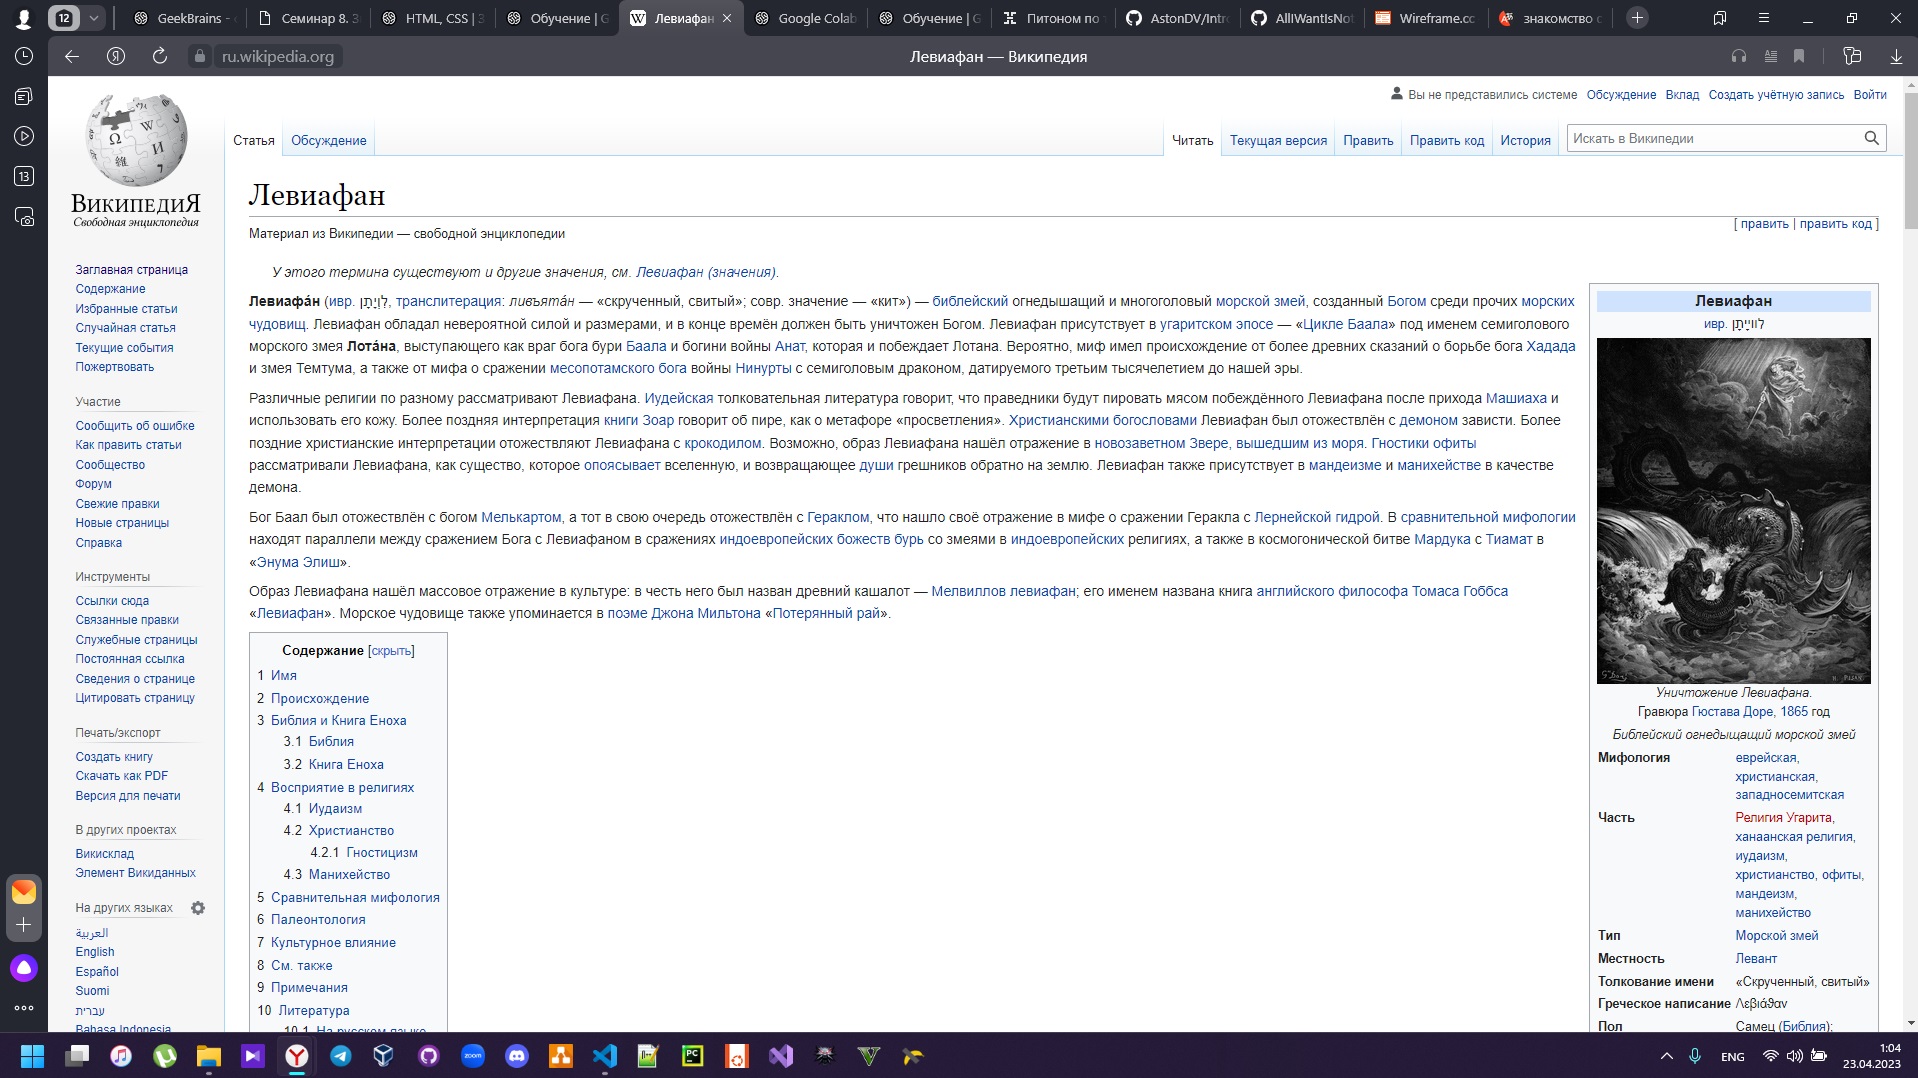 12
GeekBrains -
Семинар 8. З
HTML, CSS | З
Обучение | G
Левиафан
Google Colab
Обучение | G
Питоном по
AstonDV/Intro
AllIWantIsNot
Wireframe.cc
знакомство с
ru.wikipedia.org
Левиафан — Википедия
13
ВикипедиЯ
Свободная энциклопедия
Вы не представились системе Обсуждение Вклад Создать учётную запись Войти
Статья Обсуждение
Читать Текущая версия Править Править код История Искать в Википедии
Левиафан
[ править | править код ]
Материал из Википедии — свободной энциклопедии
У этого термина существуют и другие значения, см. Левиафан (значения).
Левиафа́н (ивр. לִוְיָתָן, транслитерация: ливъята́н — «скрученный, свитый»; совр. значение — «кит») — библейский огнедышащий и многоголовый морской змей, созданный Богом среди прочих морских
чудовищ. Левиафан обладал невероятной силой и размерами, и в конце времён должен быть уничтожен Богом. Левиафан присутствует в угаритском эпосе — «Цикле Баала» под именем семиголового
морского змея Лота́на, выступающего как враг бога бури Баала и богини войны Анат, которая и побеждает Лотана. Вероятно, миф имел происхождение от более древних сказаний о борьбе бога Хадада
и змея Темтума, а также от мифа о сражении месопотамского бога войны Нинурты с семиголовым драконом, датируемого третьим тысячелетием до нашей эры.
Различные религии по разному рассматривают Левиафана. Иудейская толковательная литература говорит, что праведники будут пировать мясом побеждённого Левиафана после прихода Машиаха и
использовать его кожу. Более поздняя интерпретация книги Зоар говорит об пире, как о метафоре «просветления». Христианскими богословами Левиафан был отожествлён с демоном зависти. Более
поздние христианские интерпретации отожествляют Левиафана с крокодилом. Возможно, образ Левиафана нашёл отражение в новозаветном Звере, вышедшим из моря. Гностики офиты
рассматривали Левиафана, как существо, которое опоясывает вселенную, и возвращающее души грешников обратно на землю. Левиафан также присутствует в мандеизме и манихействе в качестве
демона.
Бог Баал был отожествлён с богом Мелькартом, а тот в свою очередь отожествлён с Гераклом, что нашло своё отражение в мифе о сражении Геракла с Лернейской гидрой. В сравнительной мифологии
находят параллели между сражением Бога с Левиафаном в сражениях индоевропейских божеств бурь со змеями в индоевропейских религиях, а также в космогонической битве Мардука с Тиамат в
«Энума Элиш».
Образ Левиафана нашёл массовое отражение в культуре: в честь него был назван древний кашалот — Мелвиллов левиафан; его именем названа книга английского философа Томаса Гоббса
«Левиафан». Морское чудовище также упоминается в поэме Джона Мильтона «Потерянный рай».
Содержание [скрыть]
1 Имя
2 Происхождение
3 Библия и Книга Еноха
3.1 Библия
3.2 Книга Еноха
4 Восприятие в религиях
4.1 Иудаизм
4.2 Христианство
4.2.1 Гностицизм
4.3 Манихейство
5 Сравнительная мифология
6 Палеонтология
7 Культурное влияние
8 См. также
9 Примечания
10 Литература
10.1 На русском языке
Левиафан
ивр. לווייָתָן
Уничтожение Левиафана.
Гравюра Гюстава Доре, 1865 год
Библейский огнедыщащий морской змей
Мифология еврейская,
христианская,
западносемитская
Часть Религия Угарита,
ханаанская религия,
иудаизм,
христианство, офиты,
мандеизм,
манихейство
Тип Морской змей
Местность Левант
Толкование имени «Скрученный, свитый»
Греческое написание Λεβιάθαν
Пол Самец (Библия);
Заглавная страница
Содержание
Избранные статьи
Случайная статья
Текущие события
Пожертвовать
Участие
Сообщить об ошибке
Как править статьи
Сообщество
Форум
Свежие правки
Новые страницы
Справка
Инструменты
Ссылки сюда
Связанные правки
Служебные страницы
Постоянная ссылка
Сведения о странице
Цитировать страницу
Печать/экспорт
Создать книгу
Скачать как PDF
Версия для печати
В других проектах
Викисклад
Элемент Викиданных
На других языках
العربية
English
Español
Suomi
עברית
Bahasa Indonesia
zoom
PC
ENG
1:04
23.04.2023